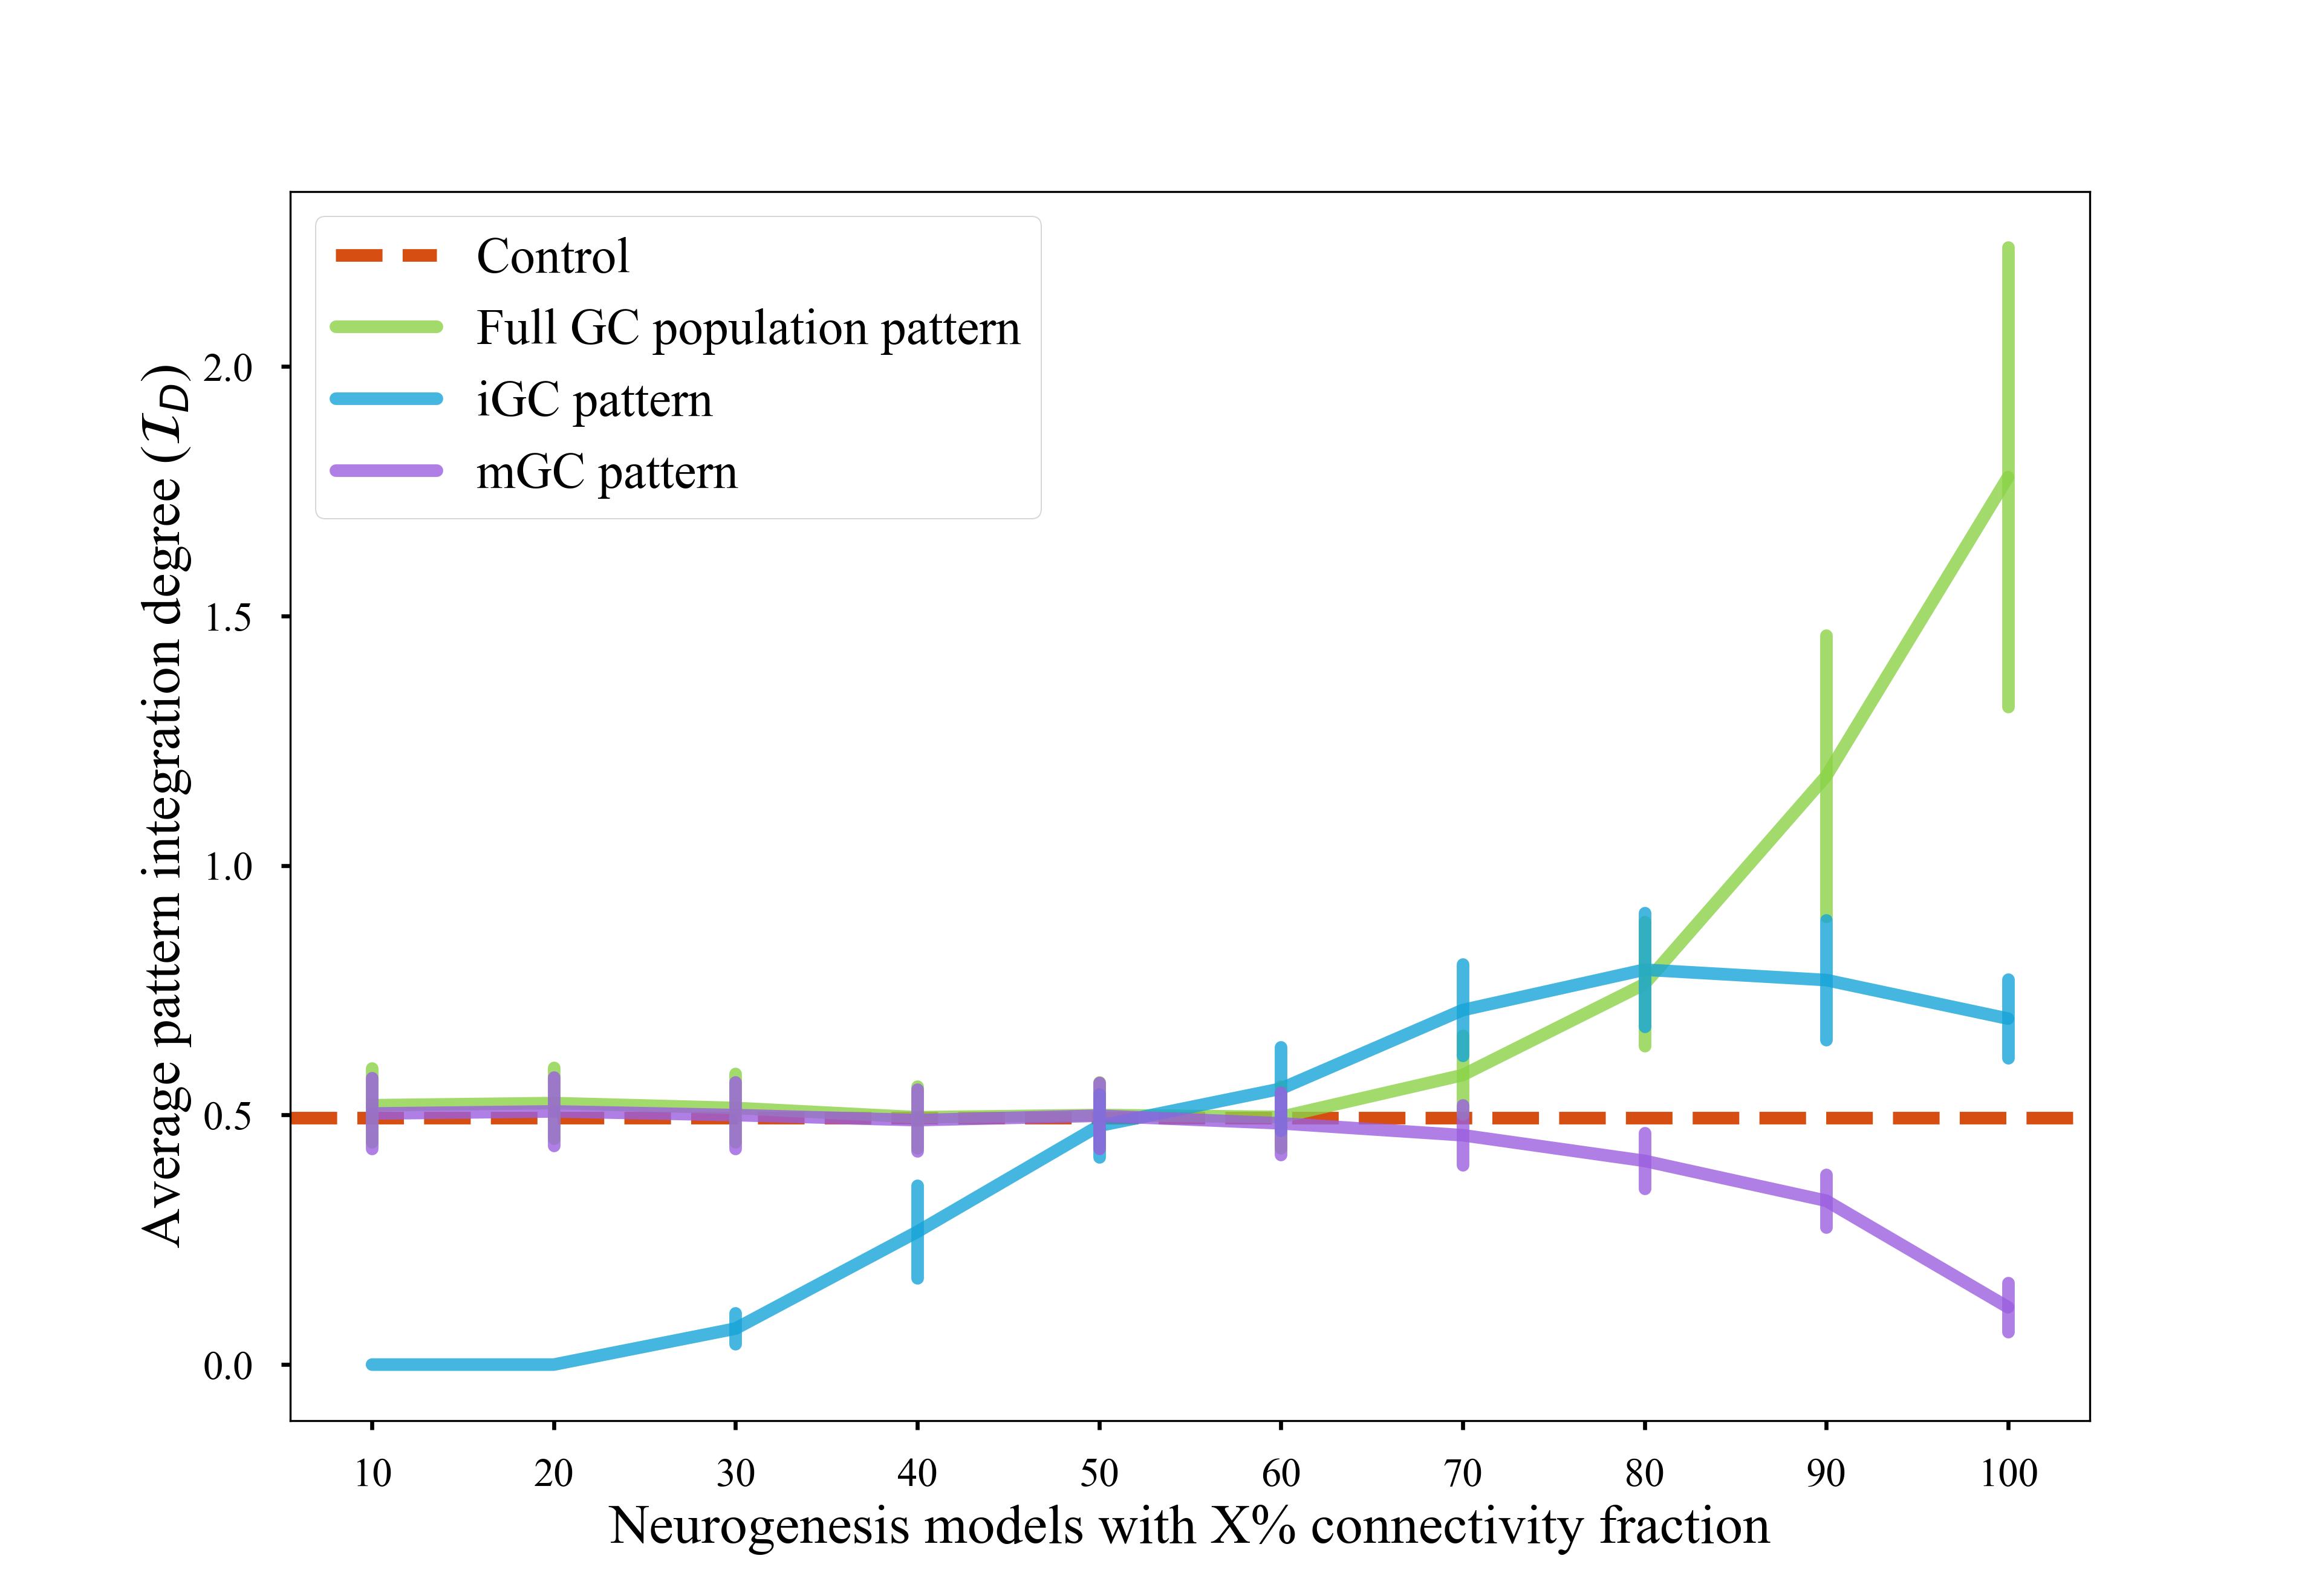 Control
Full GC population pattern
iGC pattern
mGC pattern
Average pattern integration degree (𝓘_D)
2.0
1.5
1.0
0.5
0.0
10 20 30 40 50 60 70 80 90 100
Neurogenesis models with X% connectivity fraction